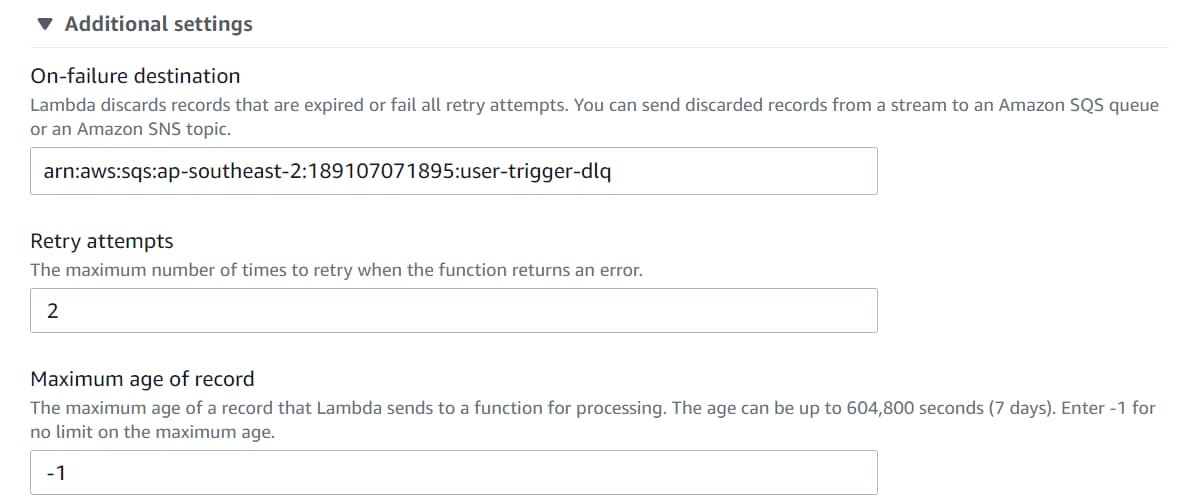 Additional settings
On-failure destination
Lambda discards records that are expired or fail all retry attempts. You can send discarded records from a stream to an Amazon SQS queue
or an Amazon SNS topic.
arn:aws:sqs:ap-southeast-2:189107071895:user-trigger-dlq
Retry attempts
The maximum number of times to retry when the function returns an error.
2
Maximum age of record
The maximum age of a record that Lambda sends to a function for processing. The age can be up to 604,800 seconds (7 days). Enter -1 for
no limit on the maximum age.
-1